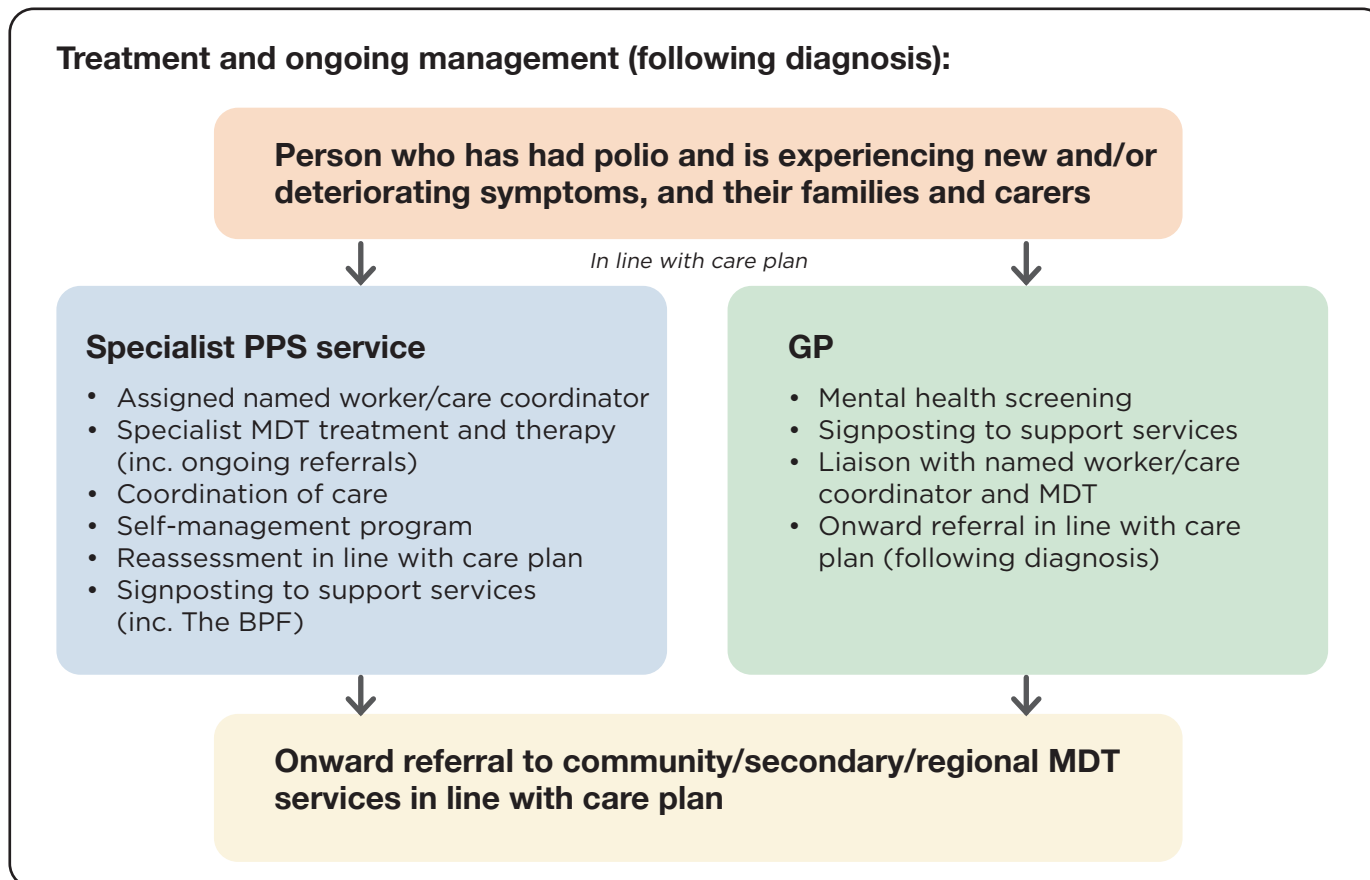 Treatment and ongoing management (following diagnosis):
Person who has had polio and is experiencing new and/or
deteriorating symptoms, and their families and carers
In line with care plan
Specialist PPS service
• Assigned named worker/care coordinator
• Specialist MDT treatment and therapy
(inc. ongoing referrals)
• Coordination of care
• Self-management program
• Reassessment in line with care plan
• Signposting to support services
(inc. The BPF)
GP
• Mental health screening
• Signposting to support services
• Liaison with named worker/care
coordinator and MDT
• Onward referral in line with care
plan (following diagnosis)
Onward referral to community/secondary/regional MDT
services in line with care plan